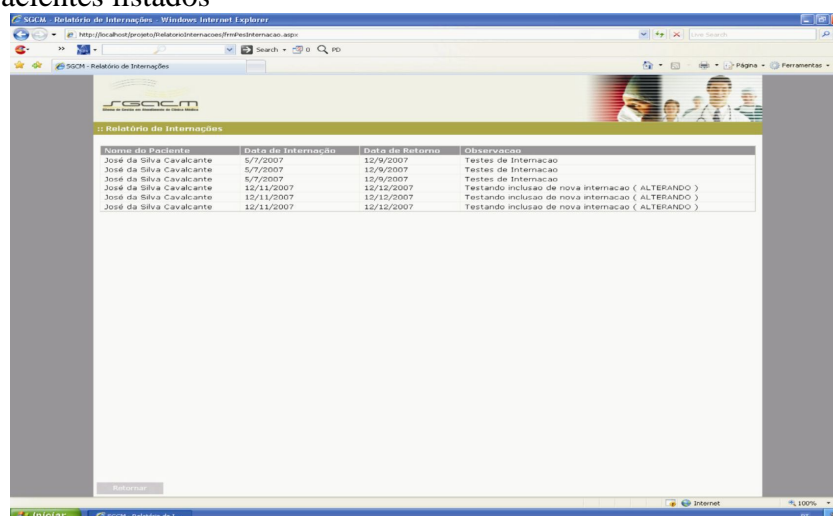 acientes listados
SGCM - Relatório de Internações - Windows Internet Explorer
http://localhost/projeto/RelatorioInternacoes/frmPesInternacao.aspx
Live Search
Search
0
PD
SGCM - Relatório de Internações
Página
Ferramentas
sgcm
:: Relatório de Internações
Nome do Paciente Data de Internação Data de Retorno Observacao
José da Silva Cavalcante 5/7/2007 12/9/2007 Testes de Internacao
José da Silva Cavalcante 5/7/2007 12/9/2007 Testes de Internacao
José da Silva Cavalcante 5/7/2007 12/9/2007 Testes de Internacao
José da Silva Cavalcante 12/11/2007 12/12/2007 Testando inclusao de nova internacao ( ALTERANDO )
José da Silva Cavalcante 12/11/2007 12/12/2007 Testando inclusao de nova internacao ( ALTERANDO )
José da Silva Cavalcante 12/11/2007 12/12/2007 Testando inclusao de nova internacao ( ALTERANDO )
Retornar
Internet
100%
Iniciar